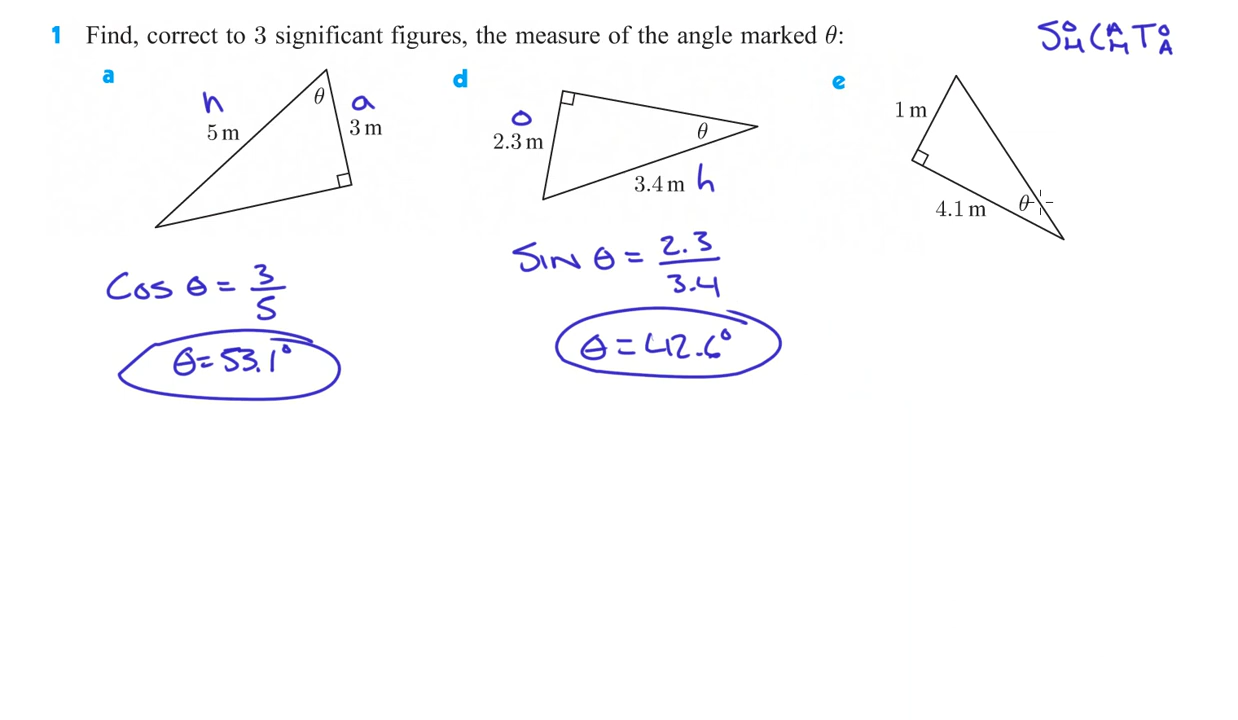 1 Find, correct to 3 significant figures, the measure of the angle marked θ:
SOH CAH TOA
a
h
5 m
θ
a
3 m
Cos θ = 3/5
θ = 53.1°
d
o
2.3 m
θ
3.4 m h
Sin θ = 2.3/3.4
θ = 42.6°
e
1 m
4.1 m
θ